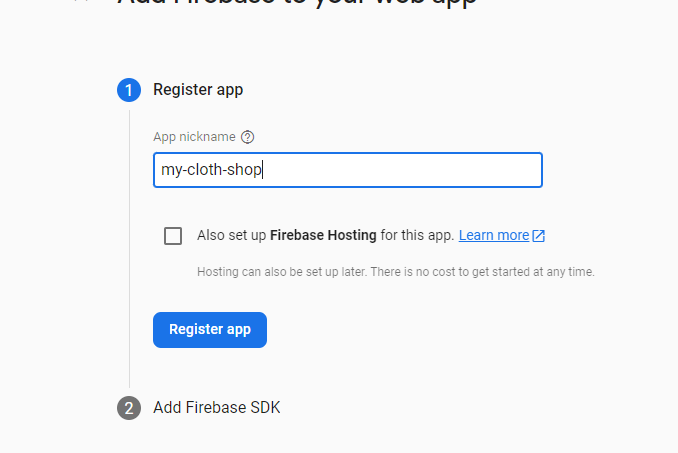 Add Firebase to your web app
1 Register app
App nickname ?
my-cloth-shop
Also set up Firebase Hosting for this app. Learn more
Hosting can also be set up later. There is no cost to get started at any time.
Register app
2 Add Firebase SDK